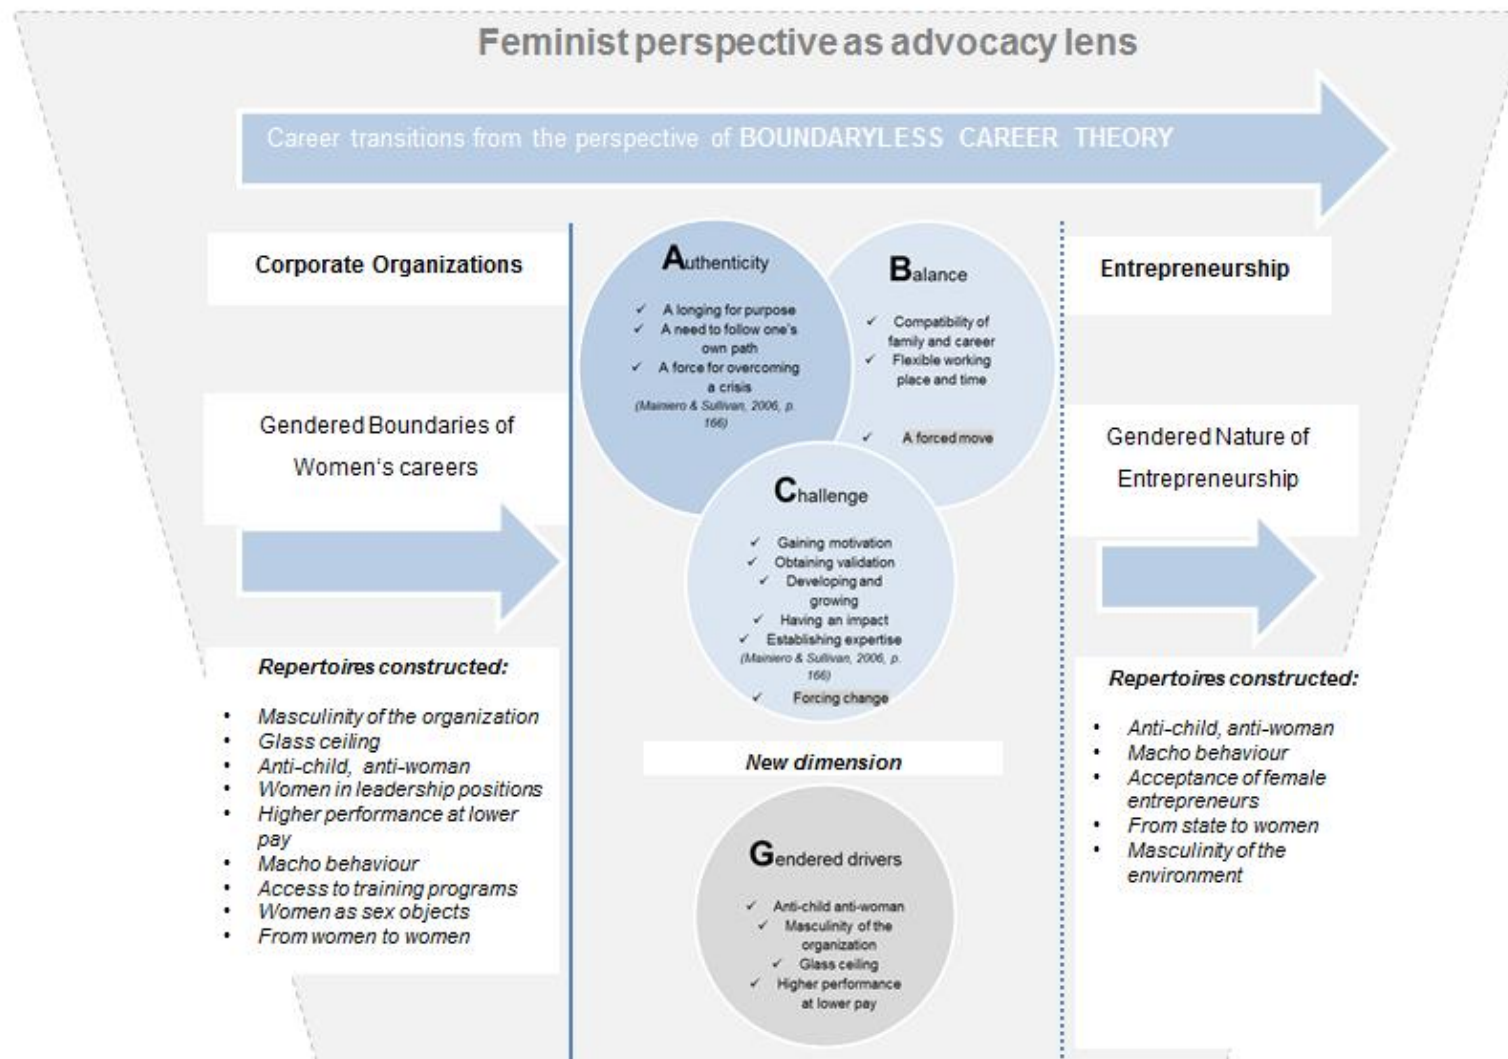 Feminist perspective as advocacy lens
Career transitions from the perspective of BOUNDARYLESS CAREER THEORY
Corporate Organizations
Gendered Boundaries of
Women's careers
Repertoires constructed:
• Masculinity of the organization
• Glass ceiling
• Anti-child, anti-woman
• Women in leadership positions
• Higher performance at lower
pay
• Macho behaviour
• Access to training programs
• Women as sex objects
• From women to women
Authenticity
✓ A longing for purpose
✓ A need to follow one's
own path
✓ A force for overcoming
a crisis
(Mainiero & Sullivan, 2006, p.
166)
Balance
✓ Compatibility of
family and career
✓ Flexible working
place and time
✓ A forced move
Challenge
✓ Gaining motivation
✓ Obtaining validation
✓ Developing and
growing
✓ Having an impact
✓ Establishing expertise
(Mainiero & Sullivan, 2006, p.
166)
✓ Forcing change
New dimension
Gendered drivers
✓ Anti-child anti-woman
✓ Masculinity of the
organization
✓ Glass ceiling
✓ Higher performance
at lower pay
Entrepreneurship
Gendered Nature of
Entrepreneurship
Repertoires constructed:
• Anti-child, anti-woman
• Macho behaviour
• Acceptance of female
entrepreneurs
• From state to women
• Masculinity of the
environment